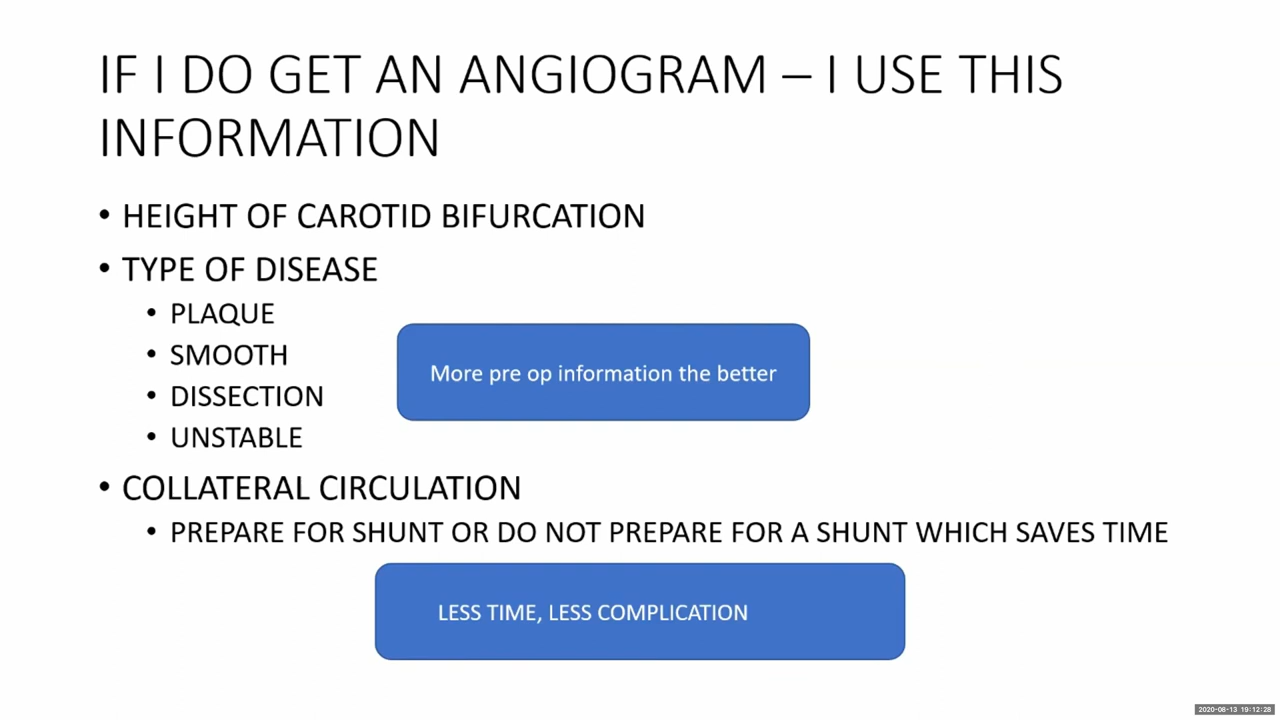 IF I DO GET AN ANGIOGRAM – I USE THIS
INFORMATION
• HEIGHT OF CAROTID BIFURCATION
• TYPE OF DISEASE
• PLAQUE
• SMOOTH
More pre op information the better
• DISSECTION
• UNSTABLE
• COLLATERAL CIRCULATION
• PREPARE FOR SHUNT OR DO NOT PREPARE FOR A SHUNT WHICH SAVES TIME
LESS TIME, LESS COMPLICATION
2020-08-13 19:12:28